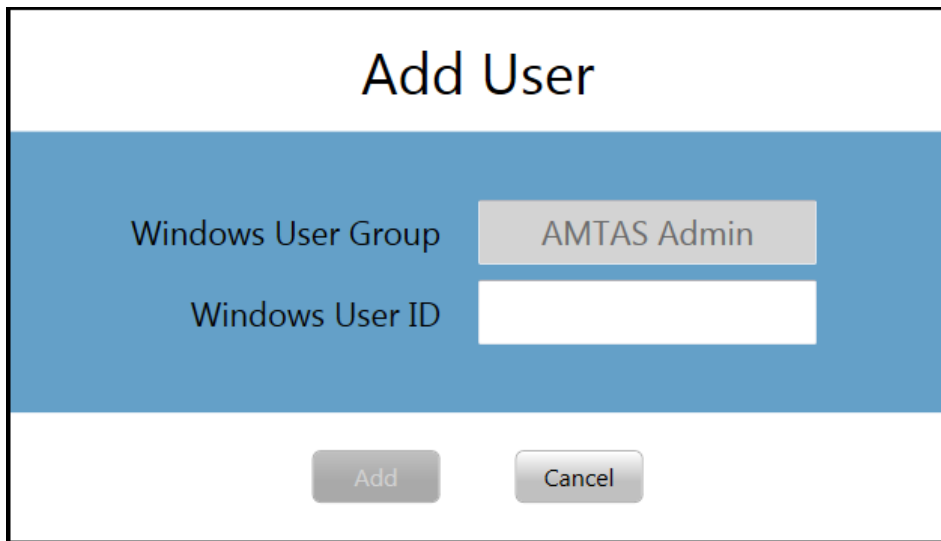 Add User
Windows User Group AMTAS Admin
Windows User ID
Add Cancel